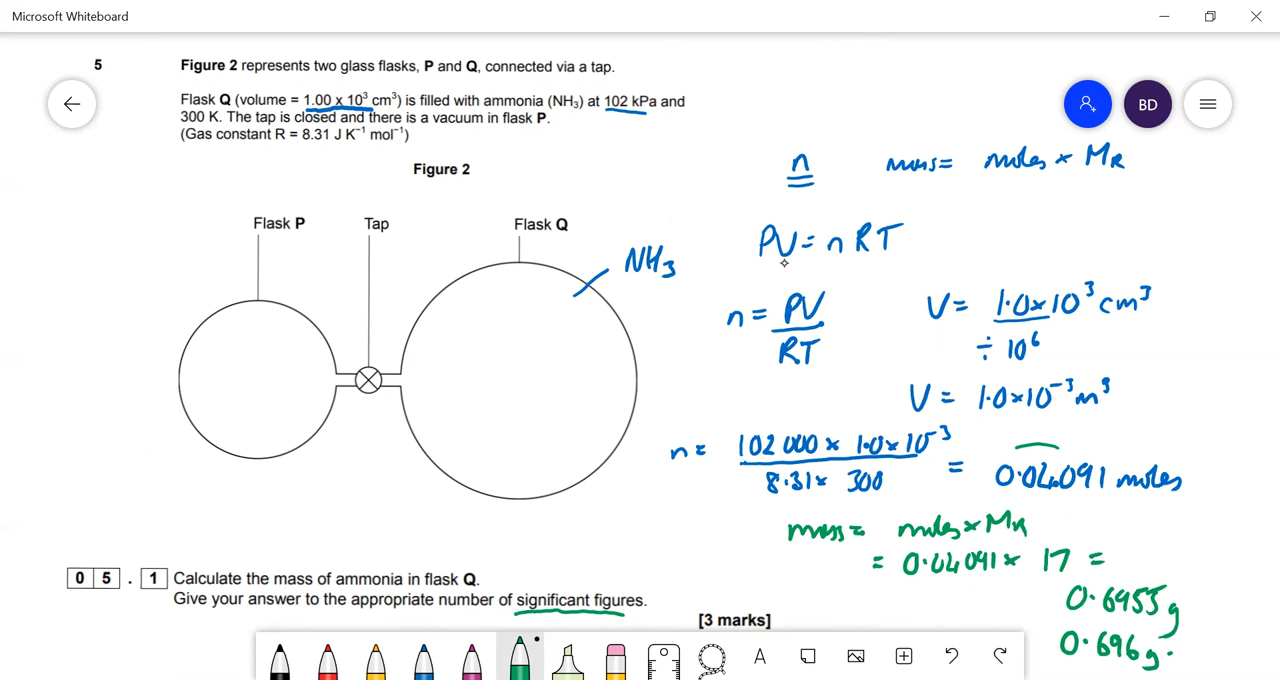 Microsoft Whiteboard
5
Figure 2 represents two glass flasks, P and Q, connected via a tap.
Flask Q (volume = 1.00 x 10³ cm³) is filled with ammonia (NH₃) at 102 kPa and
300 K. The tap is closed and there is a vacuum in flask P.
(Gas constant R = 8.31 J K⁻¹ mol⁻¹)
BD
Figure 2
n mass= moles × MR
Flask P Tap Flask Q
NH3
PV = nRT
n = PV
RT
V = 1.0×10³ cm³
÷ 10⁶
V = 1.0×10⁻³ m³
n = 102 000 × 1.0×10⁻³
8.31 × 300
= 0.04091 moles
mass= moles × MR
= 0.04091 × 17 =
0.6955g
0.696g.
0 5 . 1 Calculate the mass of ammonia in flask Q.
Give your answer to the appropriate number of significant figures.
[3 marks]
A